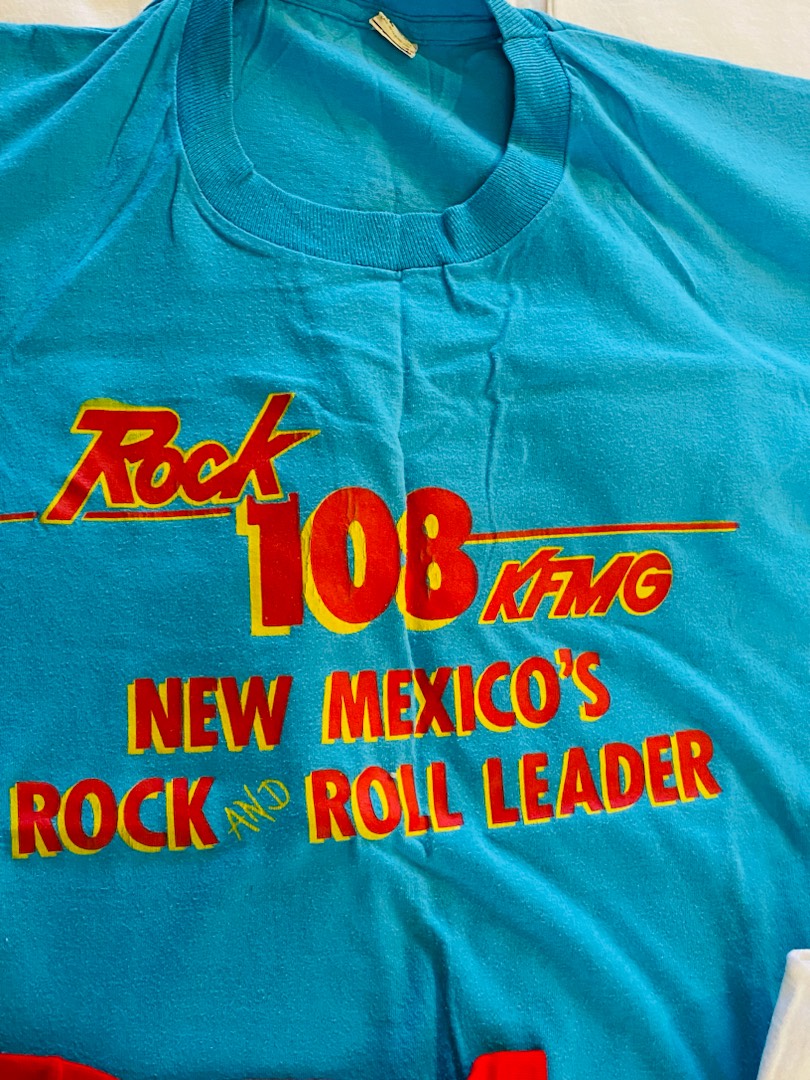 Rock
108
KFMG
NEW MEXICO'S
ROCK AND ROLL LEADER